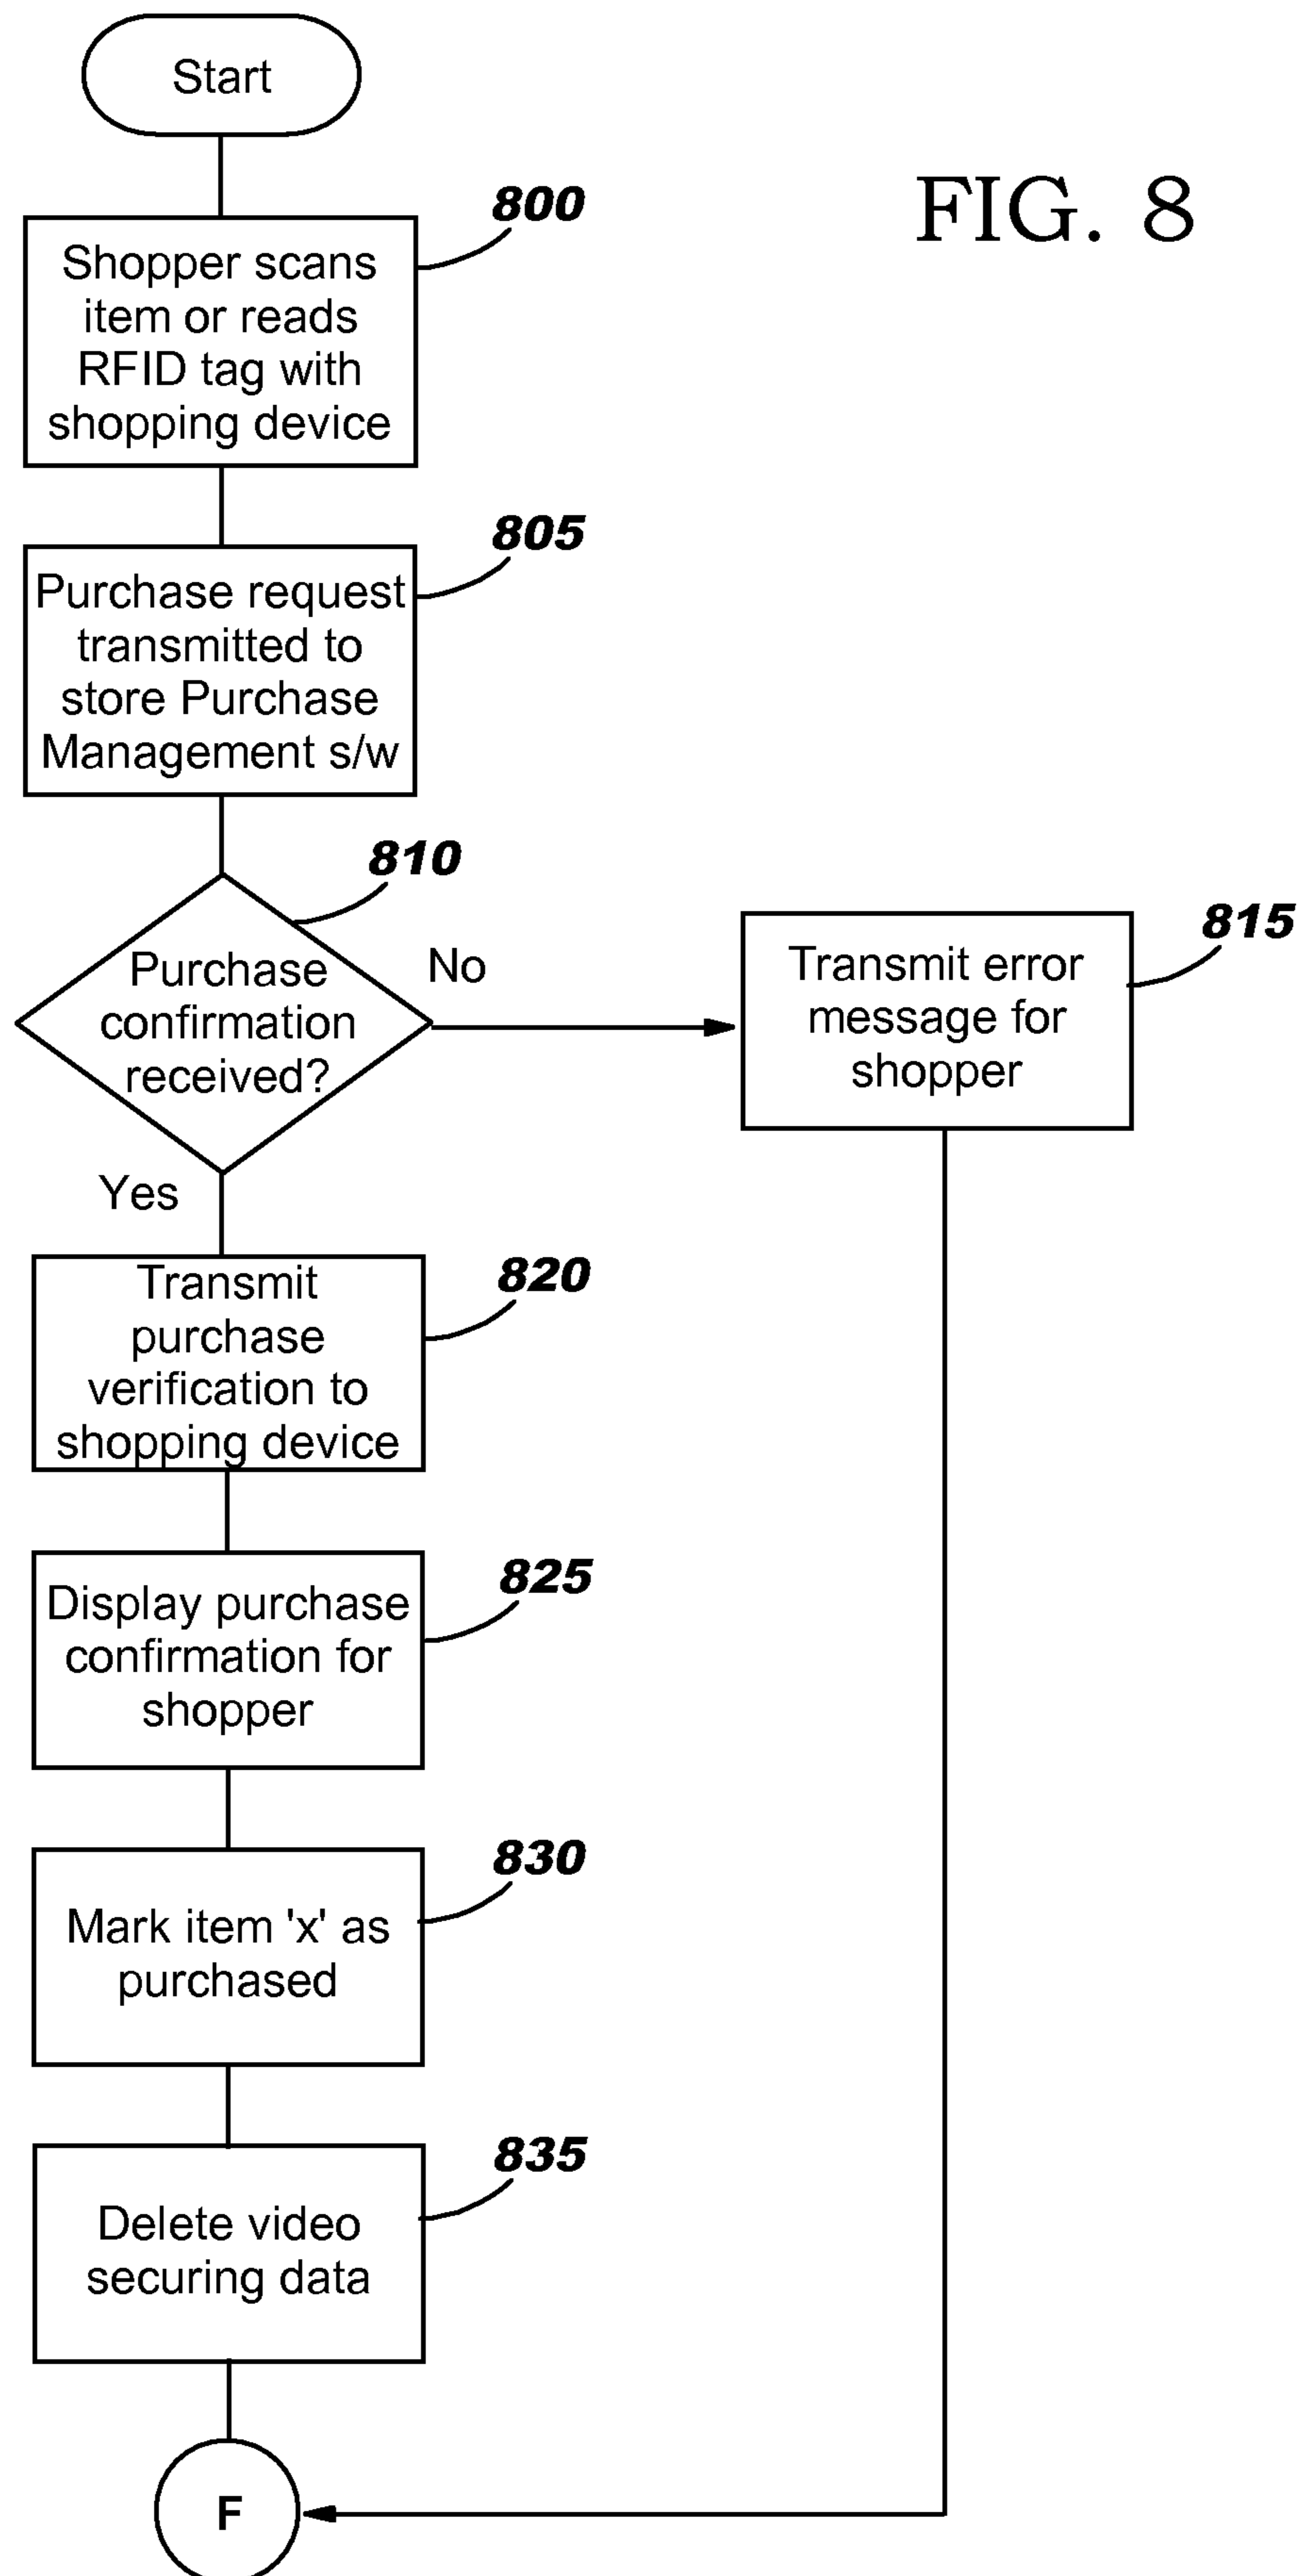 Start
FIG. 8
800
Shopper scans
item or reads
RFID tag with
shopping device
805
Purchase request
transmitted to
store Purchase
Management s/w
810
Purchase
confirmation
received?
No
815
Transmit error
message for
shopper
Yes
820
Transmit
purchase
verification to
shopping device
825
Display purchase
confirmation for
shopper
830
Mark item 'x' as
purchased
835
Delete video
securing data
F